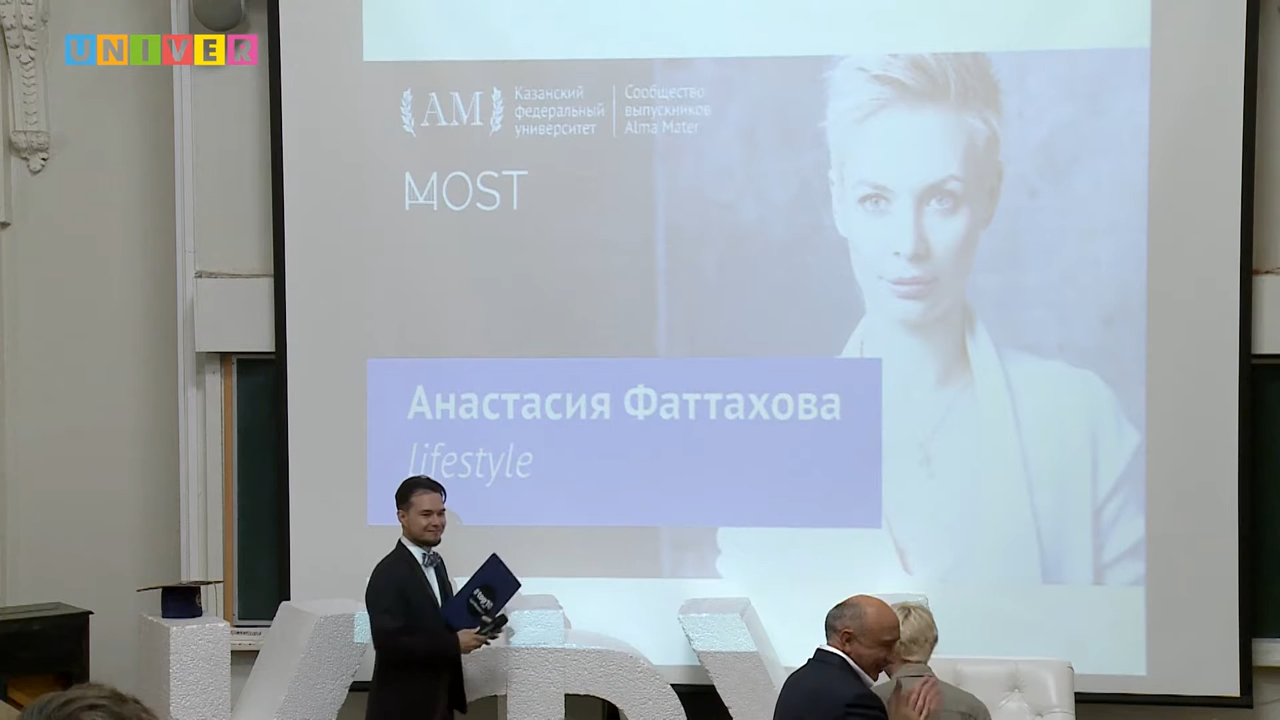 UNIVER
AM
Казанский
федеральный
университет
Сообщество
выпускников
Alma Mater
MOST
Анастасия Фаттахова
lifestyle